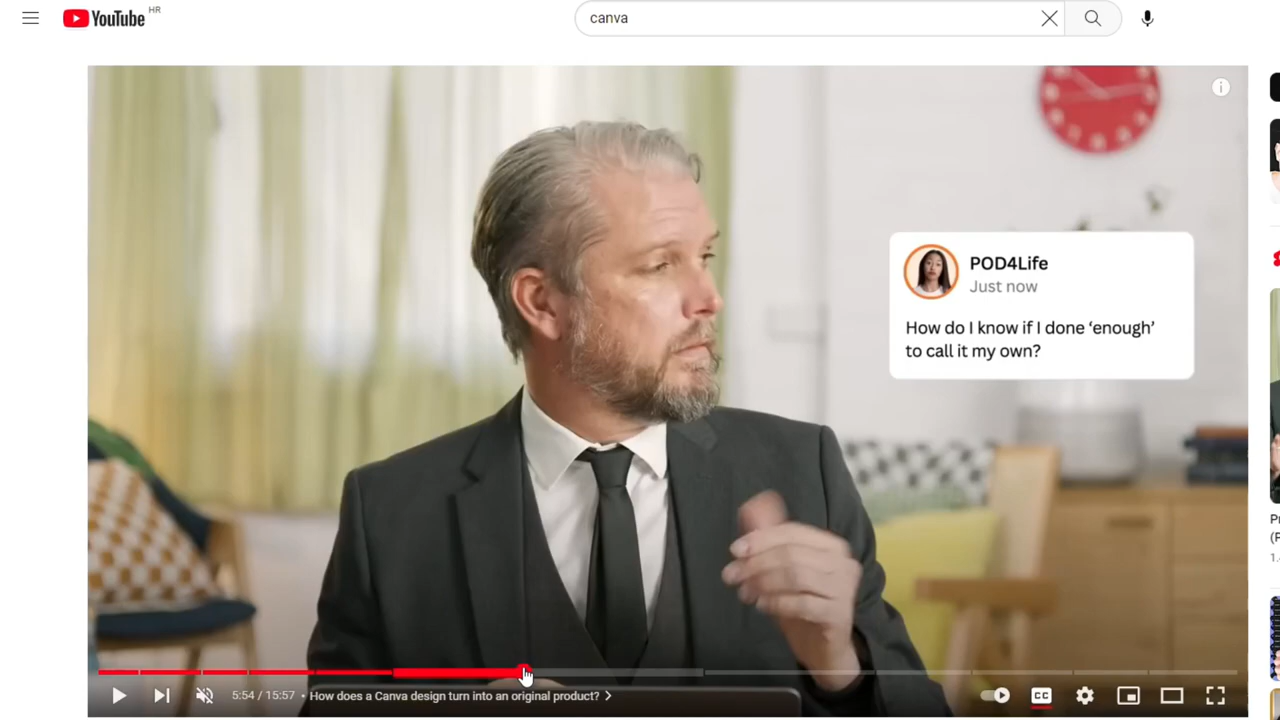 YouTube HR
canva
POD4Life
Just now
How do I know if I done ‘enough’
to call it my own?
5:54 / 15:57 • How does a Canva design turn into an original product?
CC